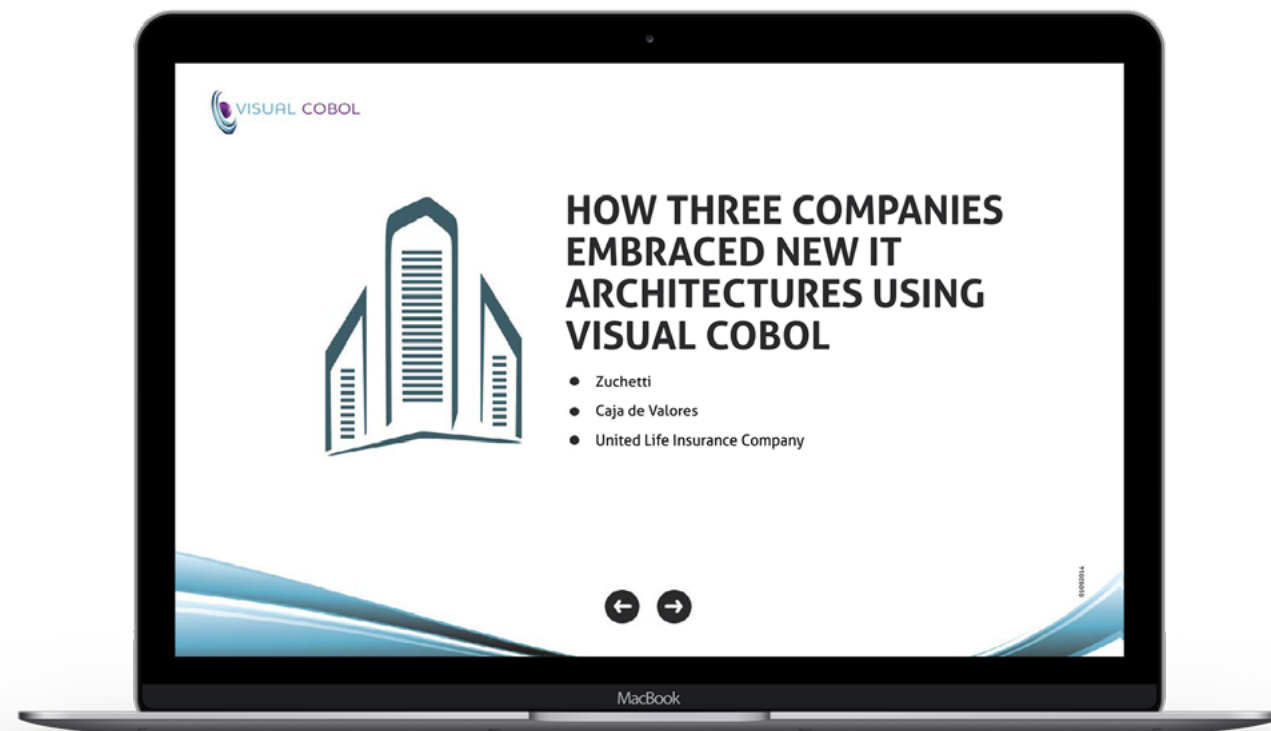 VISUAL COBOL
HOW THREE COMPANIES
EMBRACED NEW IT
ARCHITECTURES USING
VISUAL COBOL
● Zuchetti
● Caja de Valores
● United Life Insurance Company
01092014
MacBook